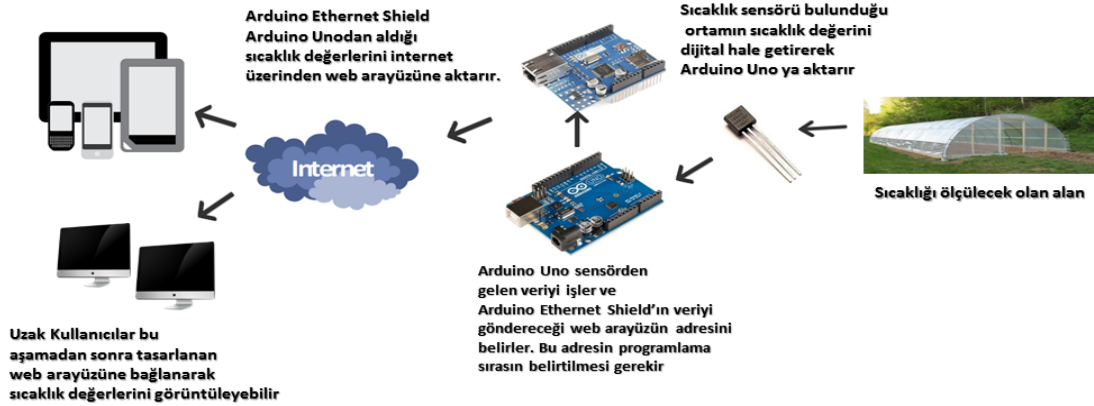 Arduino Ethernet Shield
Arduino Unodan aldığı
sıcaklık değerlerini internet
üzerinden web arayüzüne aktarır.
Sıcaklık sensörü bulunduğu
ortamın sıcaklık değerini
dijital hale getirerek
Arduino Uno ya aktarır
Internet
Sıcaklığı ölçülecek olan alan
Arduino Uno sensörden
gelen veriyi işler ve
Arduino Ethernet Shield’ın veriyi
göndereceği web arayüzün adresini
belirler. Bu adresin programlama
sırasın belirtilmesi gerekir
Uzak Kullanıcılar bu
aşamadan sonra tasarlanan
web arayüzüne bağlanarak
sıcaklık değerlerini görüntüleyebilir
UNO